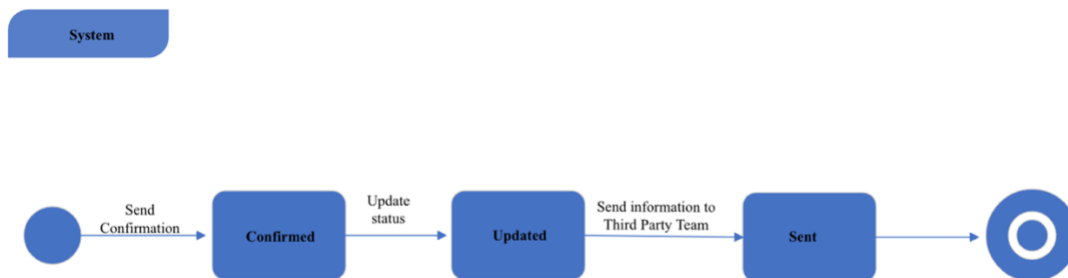 System
Send
Confirmation
Confirmed
Update
status
Updated
Send information to
Third Party Team
Sent